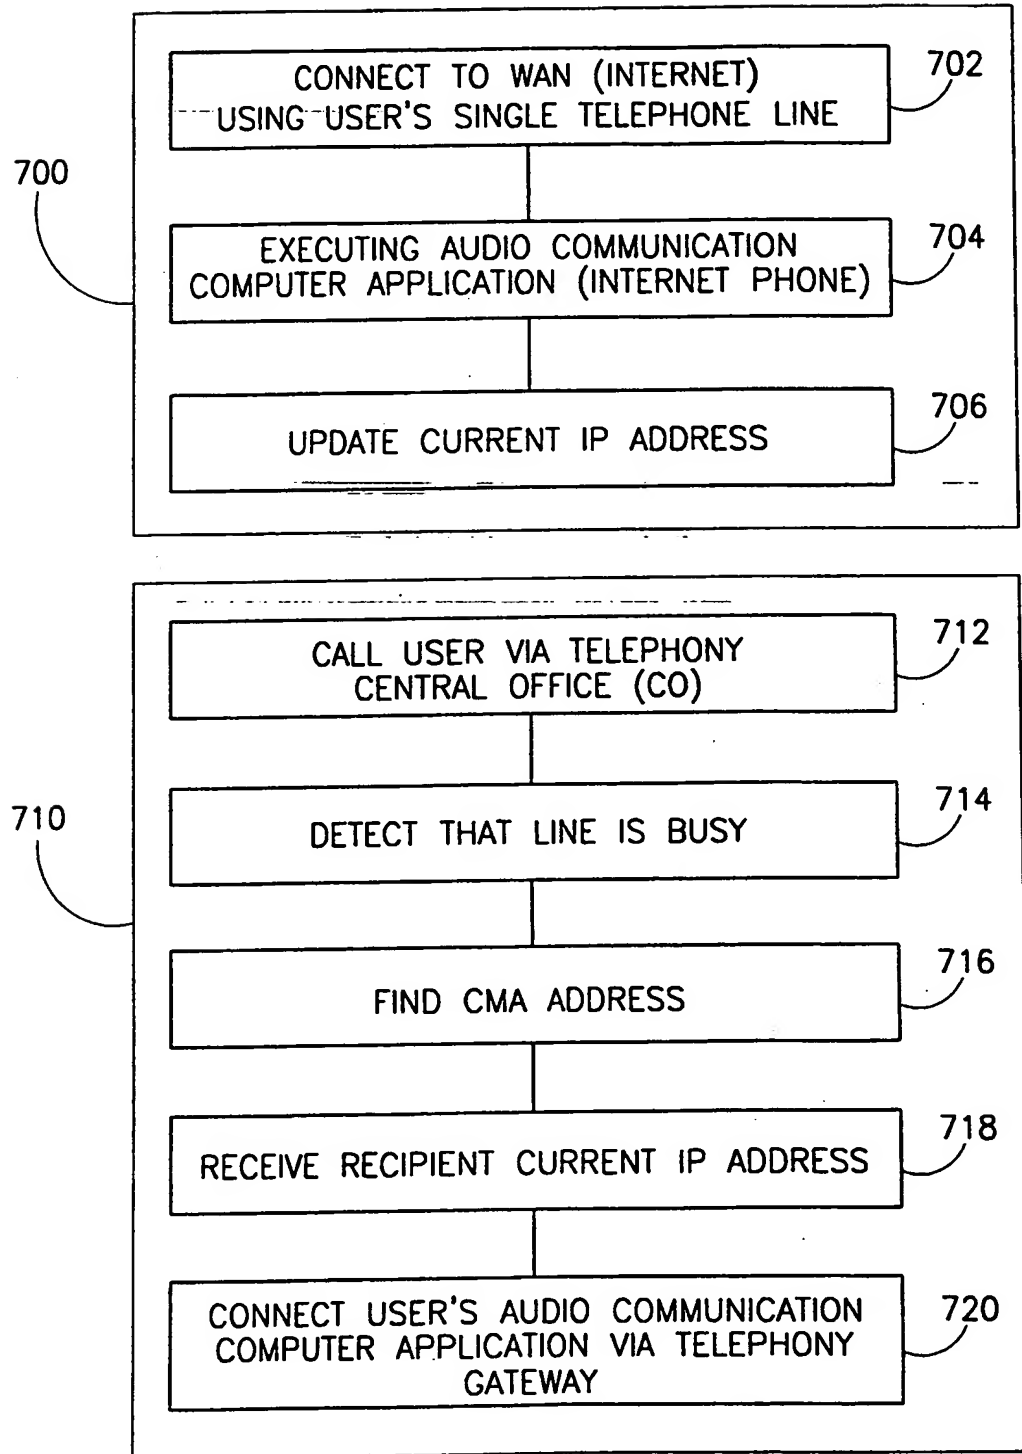 CONNECT TO WAN (INTERNET)
USING USER'S SINGLE TELEPHONE LINE
702
700
EXECUTING AUDIO COMMUNICATION
COMPUTER APPLICATION (INTERNET PHONE)
704
UPDATE CURRENT IP ADDRESS
706
CALL USER VIA TELEPHONY
CENTRAL OFFICE (CO)
712
710
DETECT THAT LINE IS BUSY
714
FIND CMA ADDRESS
716
RECEIVE RECIPIENT CURRENT IP ADDRESS
718
CONNECT USER'S AUDIO COMMUNICATION
COMPUTER APPLICATION VIA TELEPHONY
GATEWAY
720